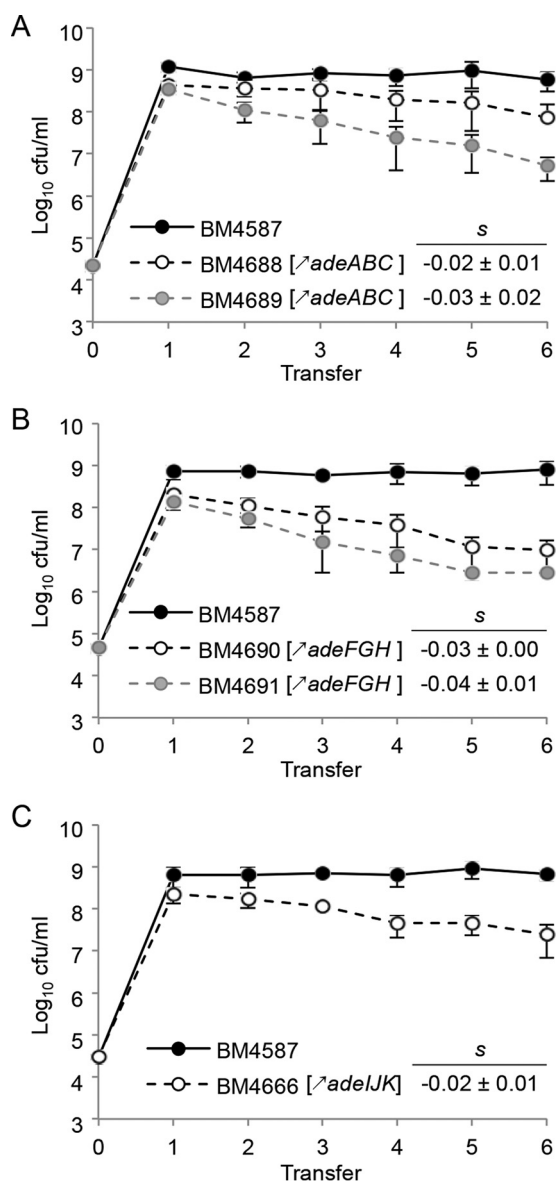 A
10
9
8
7
6
5
4
3
Log10 cfu/ml
s
BM4587
BM4688 [↗adeABC ] -0.02 ± 0.01
BM4689 [↗adeABC ] -0.03 ± 0.02
0 1 2 3 4 5 6
Transfer
B
10
9
8
7
6
5
4
3
Log10 cfu/ml
s
BM4587
BM4690 [↗adeFGH ] -0.03 ± 0.00
BM4691 [↗adeFGH ] -0.04 ± 0.01
0 1 2 3 4 5 6
Transfer
C
10
9
8
7
6
5
4
3
Log10 cfu/ml
s
BM4587
BM4666 [↗adeIJK] -0.02 ± 0.01
0 1 2 3 4 5 6
Transfer